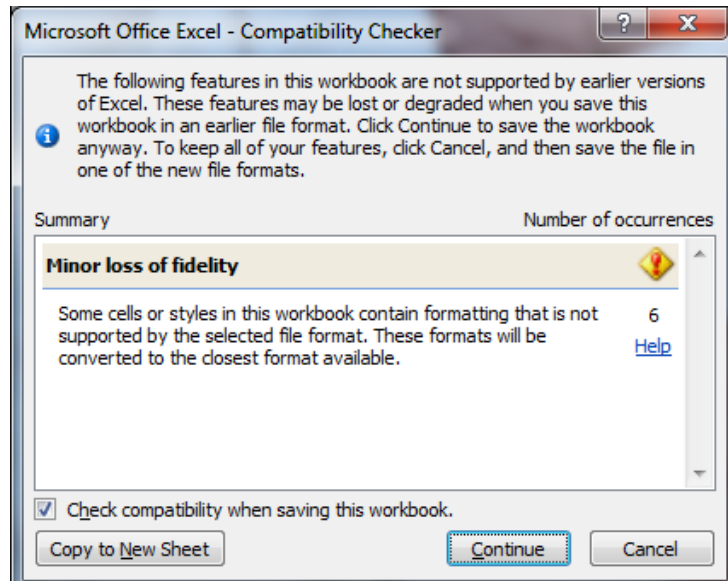 Microsoft Office Excel - Compatibility Checker
The following features in this workbook are not supported by earlier versions
of Excel. These features may be lost or degraded when you save this
workbook in an earlier file format. Click Continue to save the workbook
anyway. To keep all of your features, click Cancel, and then save the file in
one of the new file formats.
Summary Number of occurrences
Minor loss of fidelity
Some cells or styles in this workbook contain formatting that is not 6
supported by the selected file format. These formats will be Help
converted to the closest format available.
Check compatibility when saving this workbook.
Copy to New Sheet Continue Cancel